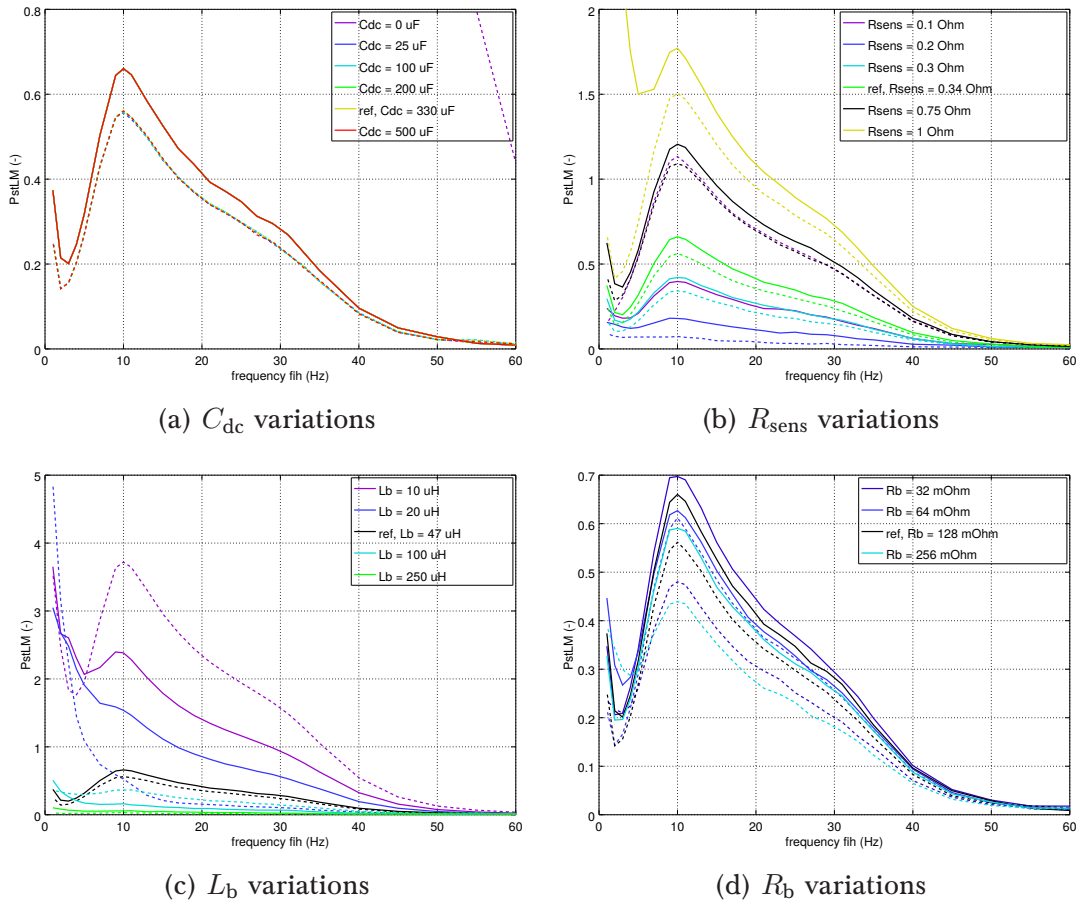 0.8
0.6
0.4
0.2
0
0 10 20 30 40 50 60
PstLM (-)
frequency fih (Hz)
Cdc = 0 uF
Cdc = 25 uF
Cdc = 100 uF
Cdc = 200 uF
ref, Cdc = 330 uF
Cdc = 500 uF
(a) Cdc variations
2
1.5
1
0.5
0
0 10 20 30 40 50 60
PstLM (-)
frequency fih (Hz)
Rsens = 0.1 Ohm
Rsens = 0.2 Ohm
Rsens = 0.3 Ohm
ref, Rsens = 0.34 Ohm
Rsens = 0.75 Ohm
Rsens = 1 Ohm
(b) Rsens variations
5
4
3
2
1
0
0 10 20 30 40 50 60
PstLM (-)
frequency fih (Hz)
Lb = 10 uH
Lb = 20 uH
ref, Lb = 47 uH
Lb = 100 uH
Lb = 250 uH
(c) Lb variations
0.7
0.6
0.5
0.4
0.3
0.2
0.1
0
0 10 20 30 40 50 60
PstLM (-)
frequency fih (Hz)
Rb = 32 mOhm
Rb = 64 mOhm
ref, Rb = 128 mOhm
Rb = 256 mOhm
(d) Rb variations